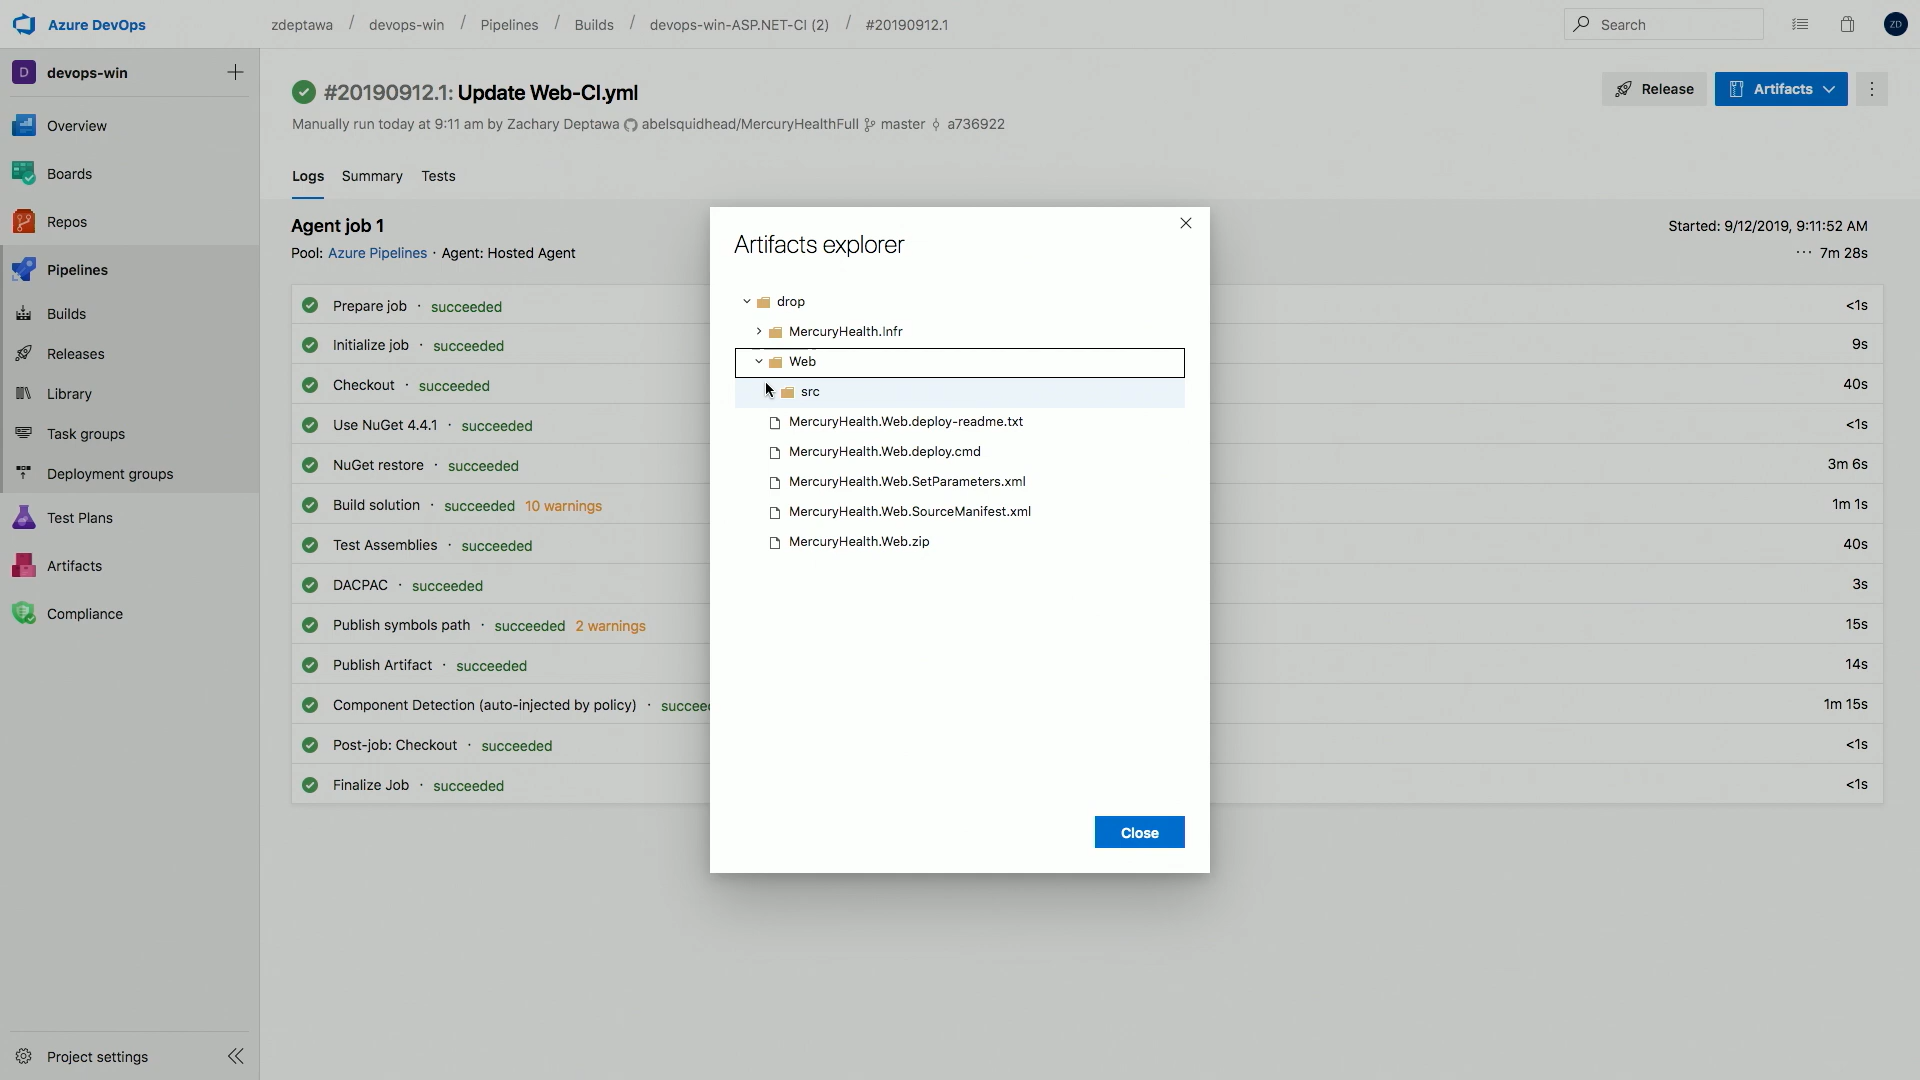 Azure DevOps
zdeptawa / devops-win / Pipelines / Builds / devops-win-ASP.NET-CI (2) / #20190912.1
Search
ZD
D devops-win
Overview
Boards
Repos
Pipelines
Builds
Releases
Library
Task groups
Deployment groups
Test Plans
Artifacts
Compliance
Project settings
#20190912.1: Update Web-CI.yml
Manually run today at 9:11 am by Zachary Deptawa abelsquidhead/MercuryHealthFull master a736922
Release
Artifacts
Logs Summary Tests
Agent job 1
Started: 9/12/2019, 9:11:52 AM
Pool: Azure Pipelines · Agent: Hosted Agent
··· 7m 28s
Prepare job · succeeded <1s
Initialize job · succeeded 9s
Checkout · succeeded 40s
Use NuGet 4.4.1 · succeeded <1s
NuGet restore · succeeded 3m 6s
Build solution · succeeded 10 warnings 1m 1s
Test Assemblies · succeeded 40s
DACPAC · succeeded 3s
Publish symbols path · succeeded 2 warnings 15s
Publish Artifact · succeeded 14s
Component Detection (auto-injected by policy) · succee 1m 15s
Post-job: Checkout · succeeded <1s
Finalize Job · succeeded <1s
Artifacts explorer
drop
MercuryHealth.Infr
Web
src
MercuryHealth.Web.deploy-readme.txt
MercuryHealth.Web.deploy.cmd
MercuryHealth.Web.SetParameters.xml
MercuryHealth.Web.SourceManifest.xml
MercuryHealth.Web.zip
Close